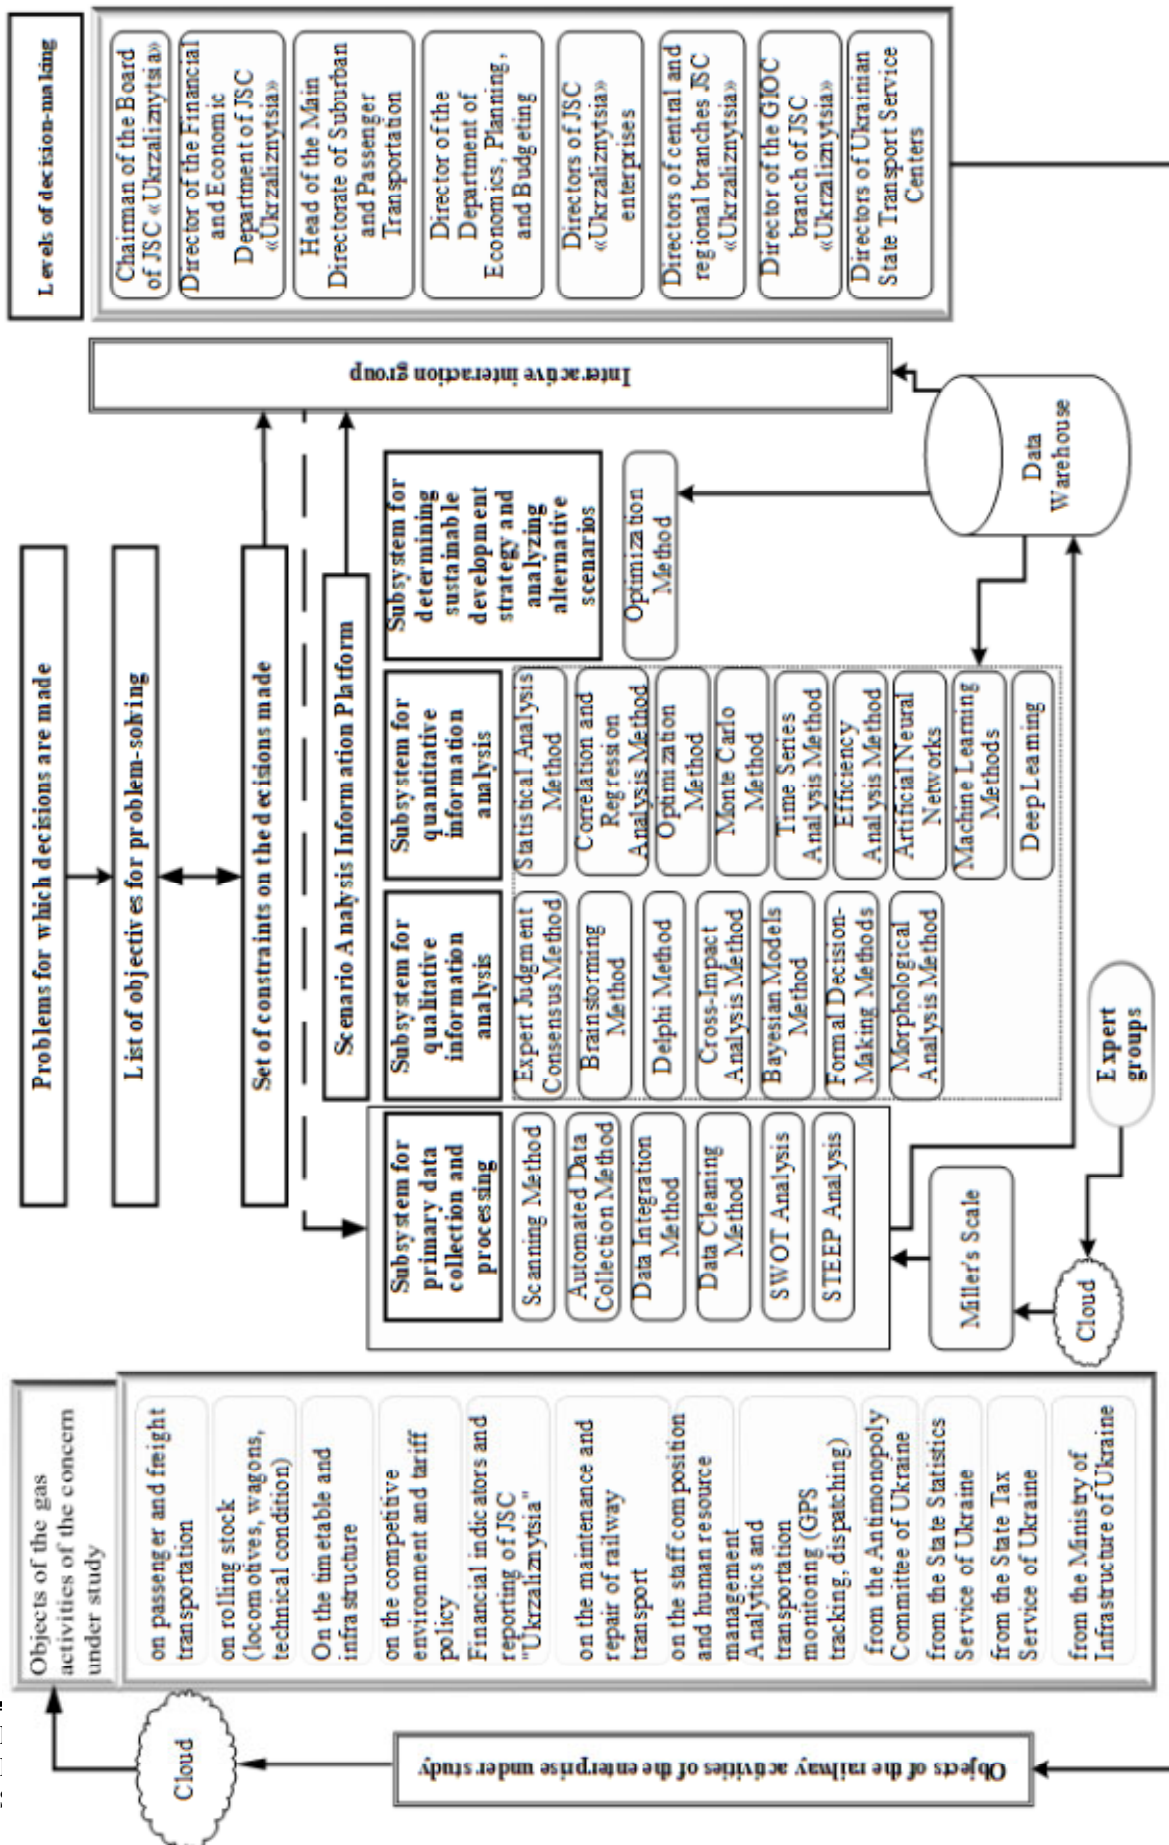 Cloud
Objects of the railway activities of the enterprise under study
Objects of the gas
activities of the concern
under study
on passenger and freight
transportation
on rolling stock
(locomotives, wagons,
technical condition)
On the timetable and
infrastructure
on the competitive
environment and tariff
policy
Financial indicators and
reporting of JSC
"Ukrzaliznytsia"
on the maintenance and
repair of railway
transport
on the staff composition
and human resource
management
Analytics and
transportation
monitoring (GPS
tracking, dispatching)
from the Antimonopoly
Committee of Ukraine
from the State Statistics
Service of Ukraine
from the State Tax
Service of Ukraine
from the Ministry of
Infrastructure of Ukraine
Problems for which decisions are made
List of objectives for problem-solving
Set of constraints on the decisions made
Scenario Analysis Information Platform
Subsystem for
primary data
collection and
processing
Scanning Method
Automated Data
Collection Method
Data Integration
Method
Data Cleaning
Method
SWOT Analysis
STEEP Analysis
Miller's Scale
Cloud
Expert
groups
Subsystem for
qualitative
information
analysis
Expert Judgment
Consensus Method
Brainstorming
Method
Delphi Method
Cross-Impact
Analysis Method
Bayesian Models
Method
Formal Decision-
Making Methods
Morphological
Analysis Method
Subsystem for
quantitative
information
analysis
Statistical Analysis
Method
Correlation and
Regression
Analysis Method
Optimization
Method
Monte Carlo
Method
Time Series
Analysis Method
Efficiency
Analysis Method
Artificial Neural
Networks
Machine Learning
Methods
Deep Learning
Subsystem for
determining
sustainable
development
strategy and
analyzing
alternative
scenarios
Optimization
Method
Data
Warehouse
Interactive interaction group
Levels of decision-making
Chairman of the Board
of JSC «Ukrzaliznytsia»
Director of the Financial
and Economic
Department of JSC
«Ukrzaliznytsia»
Head of the Main
Directorate of Suburban
and Passenger
Transportation
Director of the
Department of
Economics, Planning,
and Budgeting
Directors of JSC
«Ukrzaliznytsia»
enterprises
Directors of central and
regional branches JSC
«Ukrzaliznytsia»
Director of the GIOC
branch of JSC
«Ukrzaliznytsia»
Directors of Ukrainian
State Transport Service
Centers